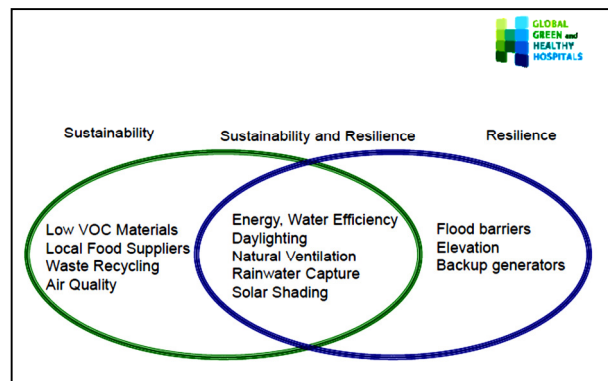 GLOBAL
GREEN and
HEALTHY
HOSPITALS
Sustainability
Sustainability and Resilience
Resilience
Low VOC Materials
Local Food Suppliers
Waste Recycling
Air Quality
Energy, Water Efficiency
Daylighting
Natural Ventilation
Rainwater Capture
Solar Shading
Flood barriers
Elevation
Backup generators